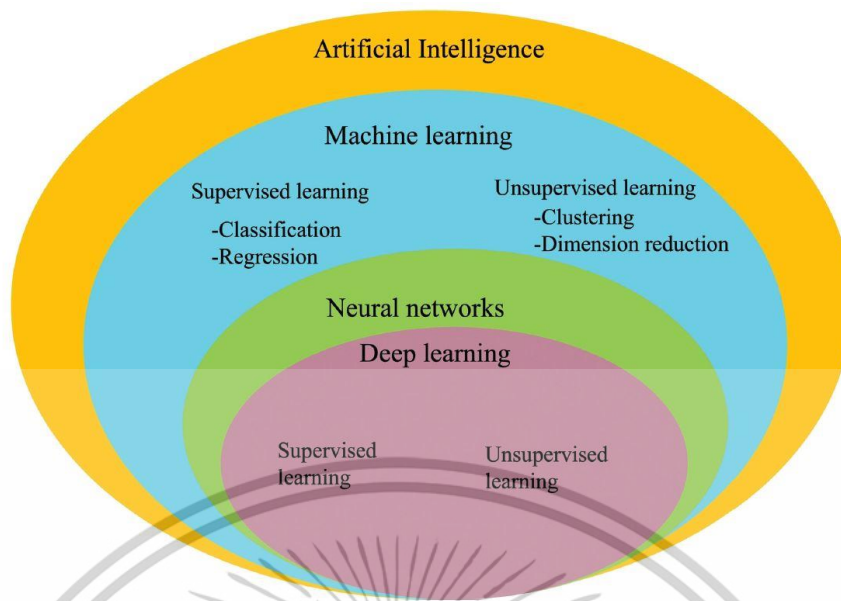 Artificial Intelligence
Machine learning
Supervised learning
-Classification
-Regression
Unsupervised learning
-Clustering
-Dimension reduction
Neural networks
Deep learning
Supervised
learning
Unsupervised
learning